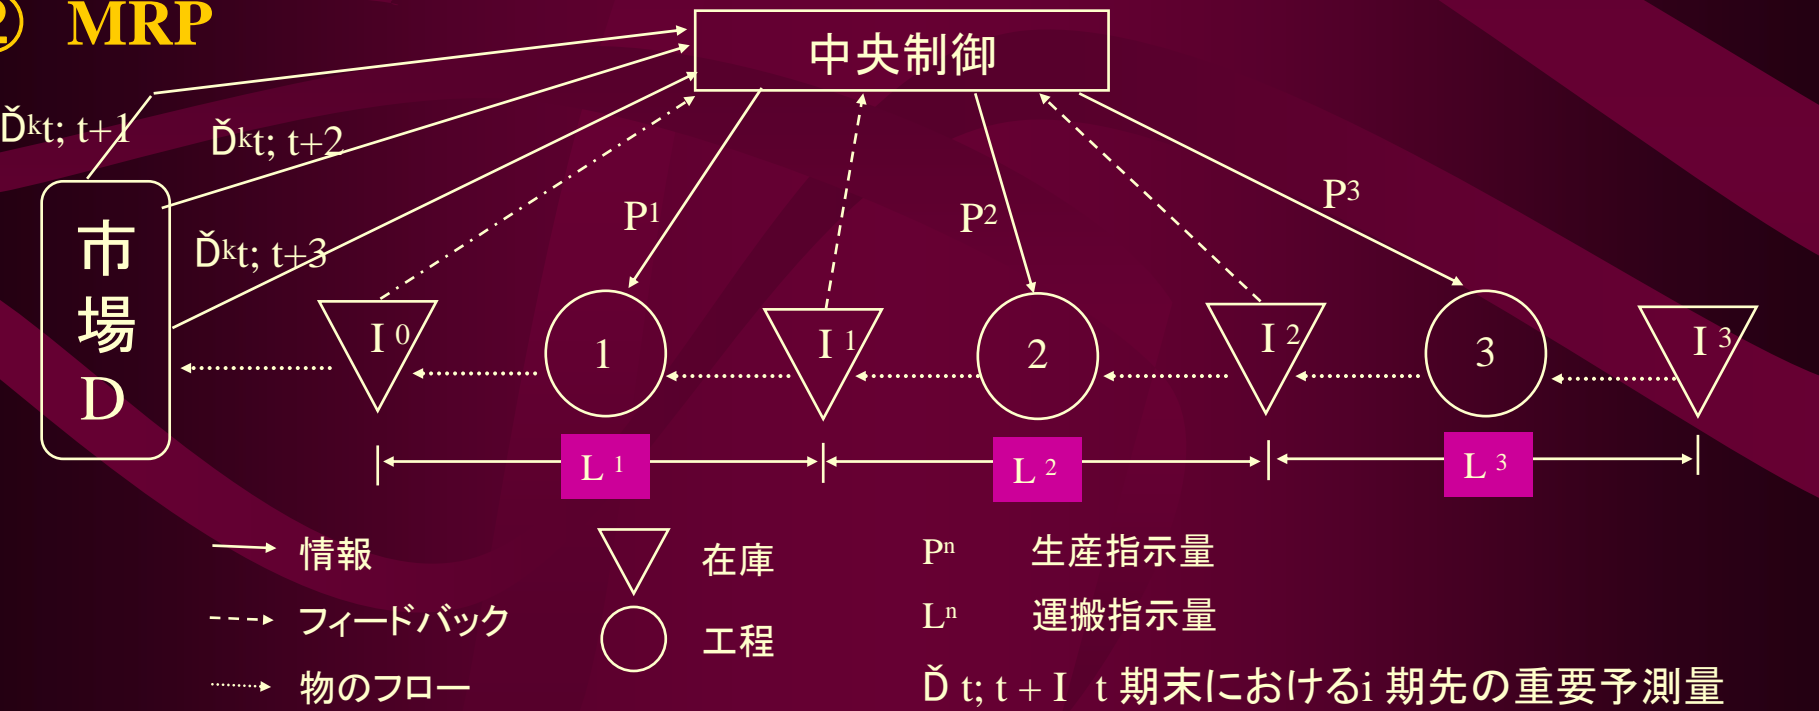 ② MRP
中央制御
Ďkt; t+1
Ďkt; t+2
Ďkt; t+3
P1
P2
P3
市場D
I 0
1
I 1
2
I 2
3
I 3
L 1
L 2
L 3
情報
在庫
Pn 生産指示量
フィードバック
工程
Ln 運搬指示量
物のフロー
Ď t; t + I t 期末におけるi 期先の重要予測量